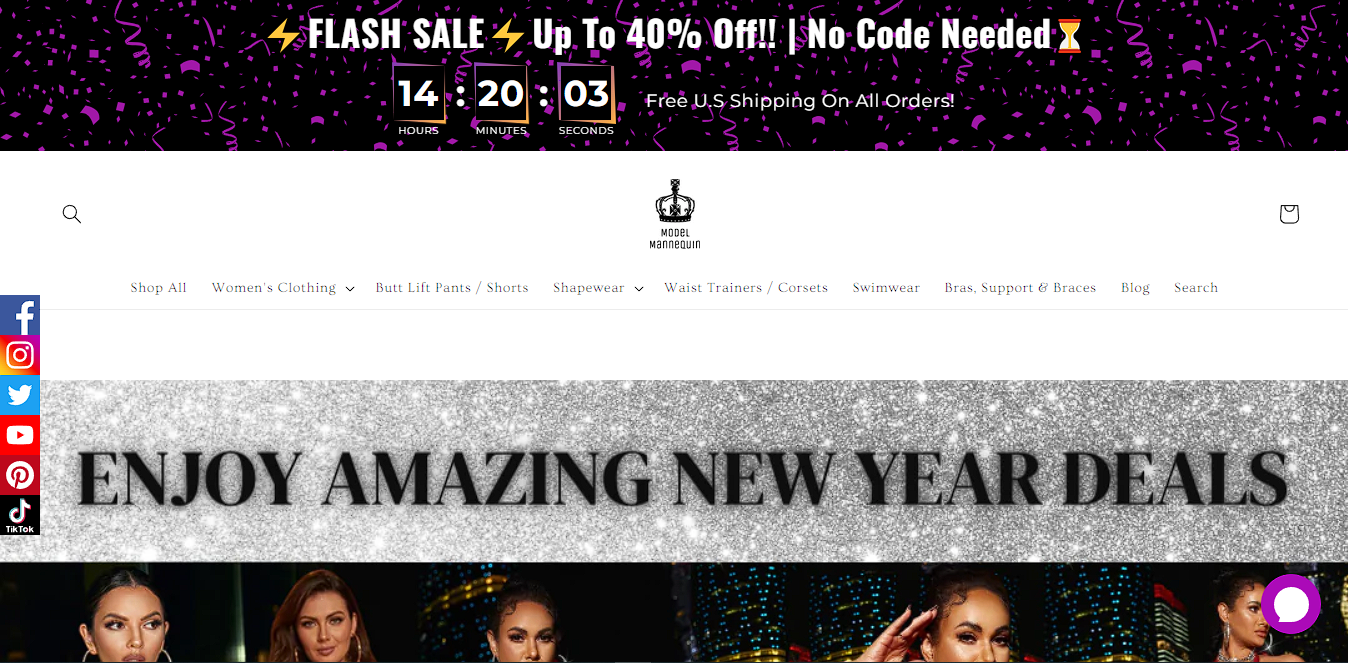 ⚡FLASH SALE⚡Up To 40% Off!! | No Code Needed⏳
14 : 20 : 03
HOURS MINUTES SECONDS
Free U.S Shipping On All Orders!
MODEL
MANNEQUIN
Shop All Women's Clothing Butt Lift Pants / Shorts Shapewear Waist Trainers / Corsets Swimwear Bras, Support & Braces Blog Search
TikTok
ENJOY AMAZING NEW YEAR DEALS